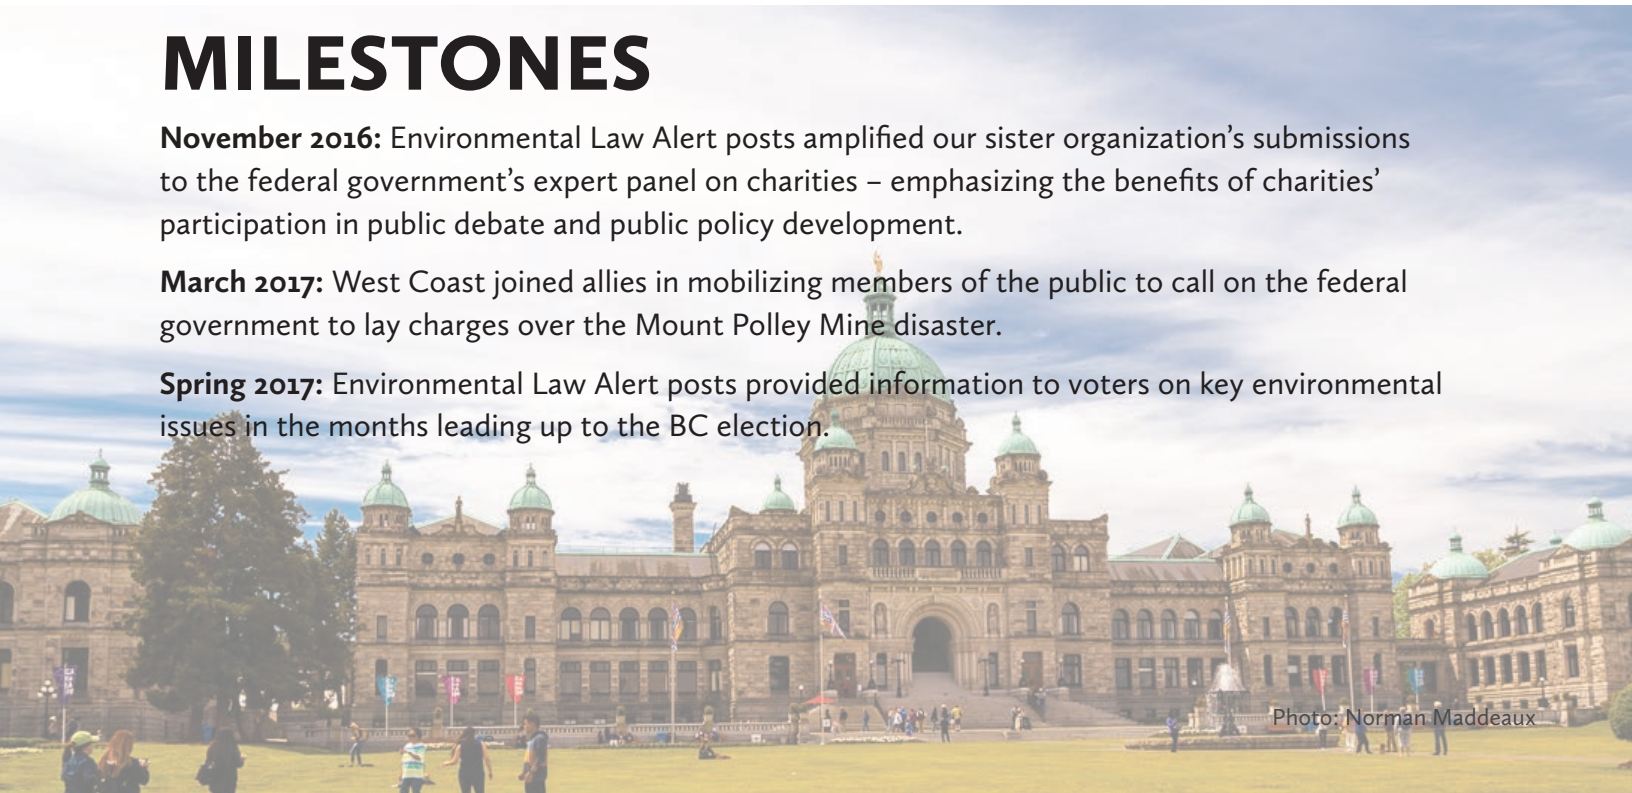 MILESTONES
November 2016: Environmental Law Alert posts amplified our sister organization’s submissions
to the federal government’s expert panel on charities – emphasizing the benefits of charities’
participation in public debate and public policy development.
March 2017: West Coast joined allies in mobilizing members of the public to call on the federal
government to lay charges over the Mount Polley Mine disaster.
Spring 2017: Environmental Law Alert posts provided information to voters on key environmental
issues in the months leading up to the BC election.
Photo: Norman Maddeaux